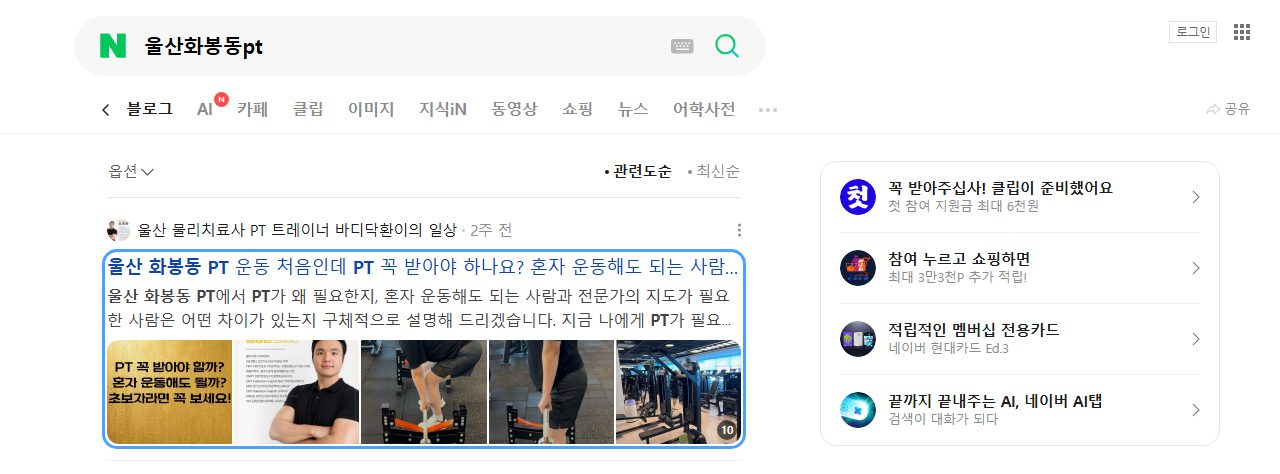 울산화봉동pt
로그인
블로그 AI N 카페 클립 이미지 지식iN 동영상 쇼핑 뉴스 어학사전
공유
옵션
• 관련도순 • 최신순
울산 물리치료사 PT 트레이너 바디닥환이의 일상 · 2주 전
울산 화봉동 PT 운동 처음인데 PT 꼭 받아야 하나요? 혼자 운동해도 되는 사람...
울산 화봉동 PT에서 PT가 왜 필요한지, 혼자 운동해도 되는 사람과 전문가의 지도가 필요
한 사람은 어떤 차이가 있는지 구체적으로 설명해 드리겠습니다. 지금 나에게 PT가 필요...
PT 꼭 받아야 할까?
혼자 운동해도 될까?
초보자라면 꼭 보세요!
10
첫
꼭 받아주십사! 클립이 준비했어요
첫 참여 지원금 최대 6천원
참여 누르고 쇼핑하면
최대 3만3천P 추가 적립!
적립적인 멤버십 전용카드
네이버 현대카드 Ed.3
끝까지 끝내주는 AI, 네이버 AI탭
검색이 대화가 되다